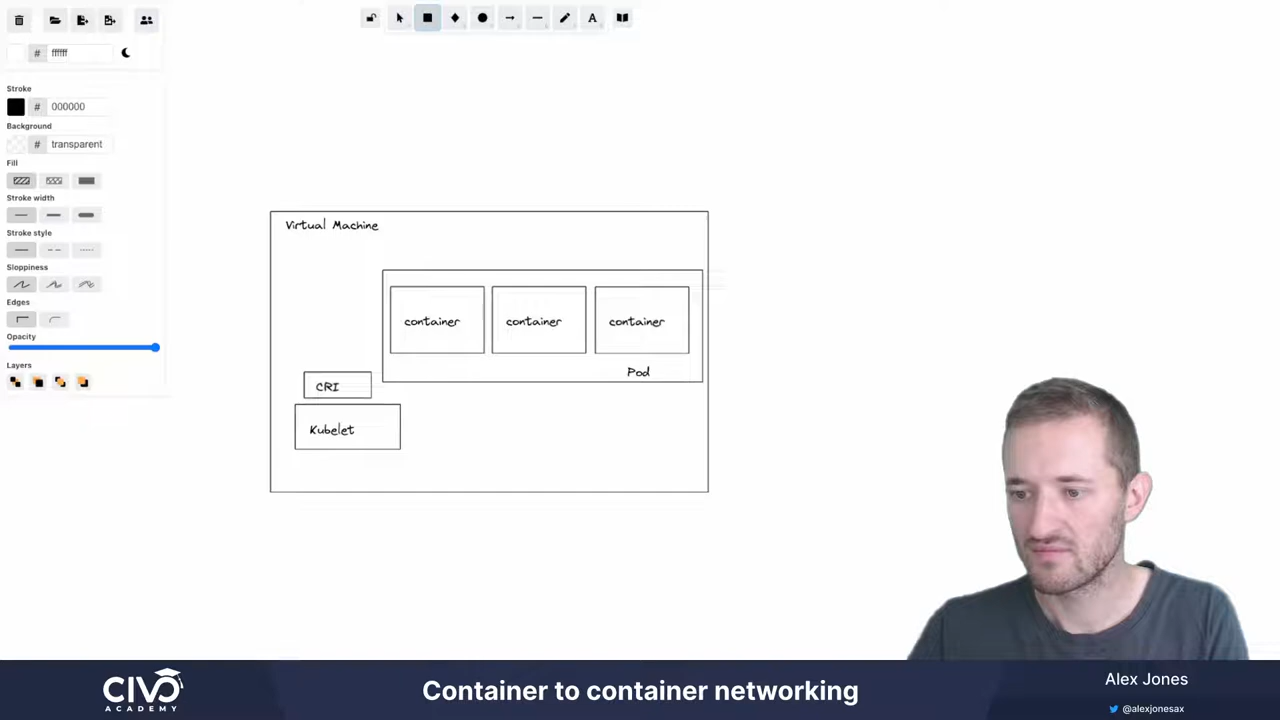 # ffffff
Stroke
# 000000
Background
# transparent
Fill
Stroke width
Stroke style
Sloppiness
Edges
Opacity
Layers
A
Virtual Machine
container container container
Pod
CRI
Kubelet
CIVO
ACADEMY
Container to container networking
Alex Jones
@alexjonesax